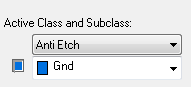 Active Class and Subclass:
Anti Etch
Gnd